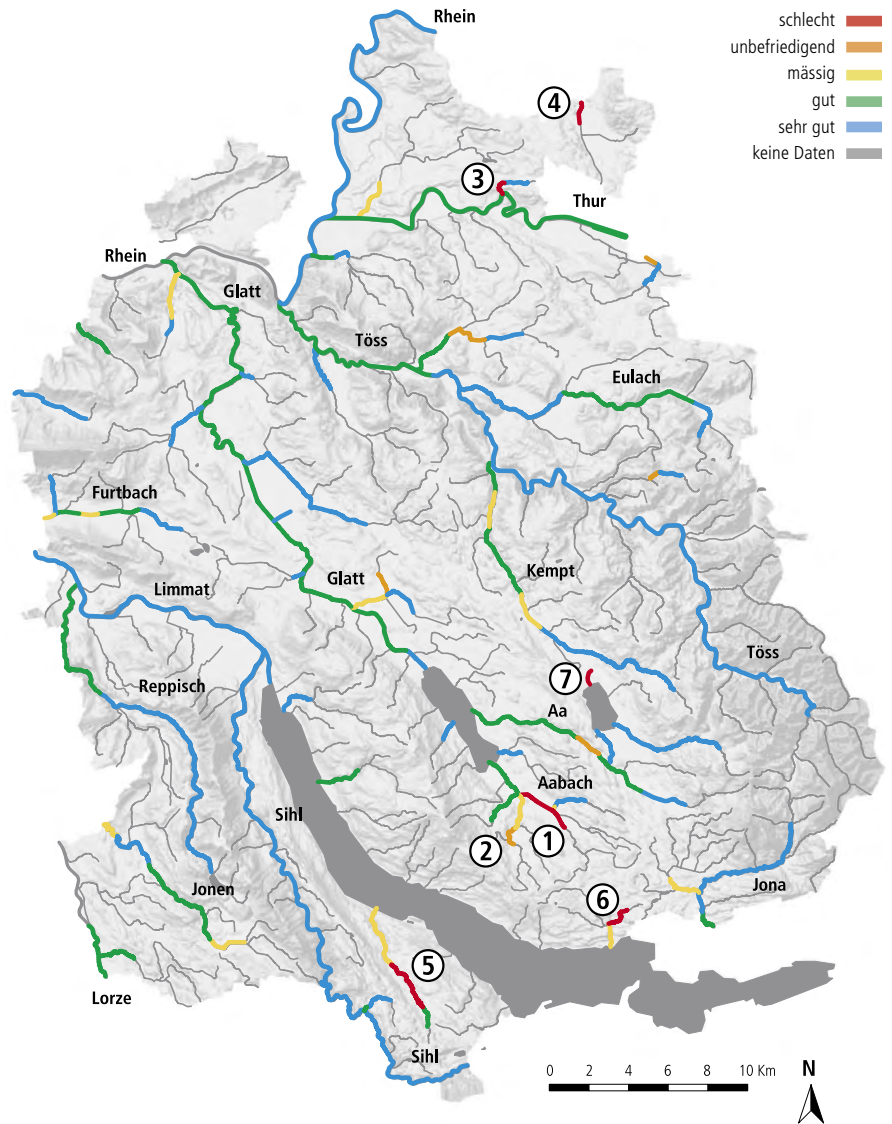 Rhein
schlecht
unbefriedigend
mässig
gut
sehr gut
keine Daten
4
3
Thur
Rhein
Glatt
Töss
Eulach
Furtbach
Kempt
Limmat
Glatt
Töss
Reppisch
7
Aa
Aabach
Sihl
1
2
Jonen
Jona
6
5
Lorze
Sihl
0 2 4 6 8 10 Km
N